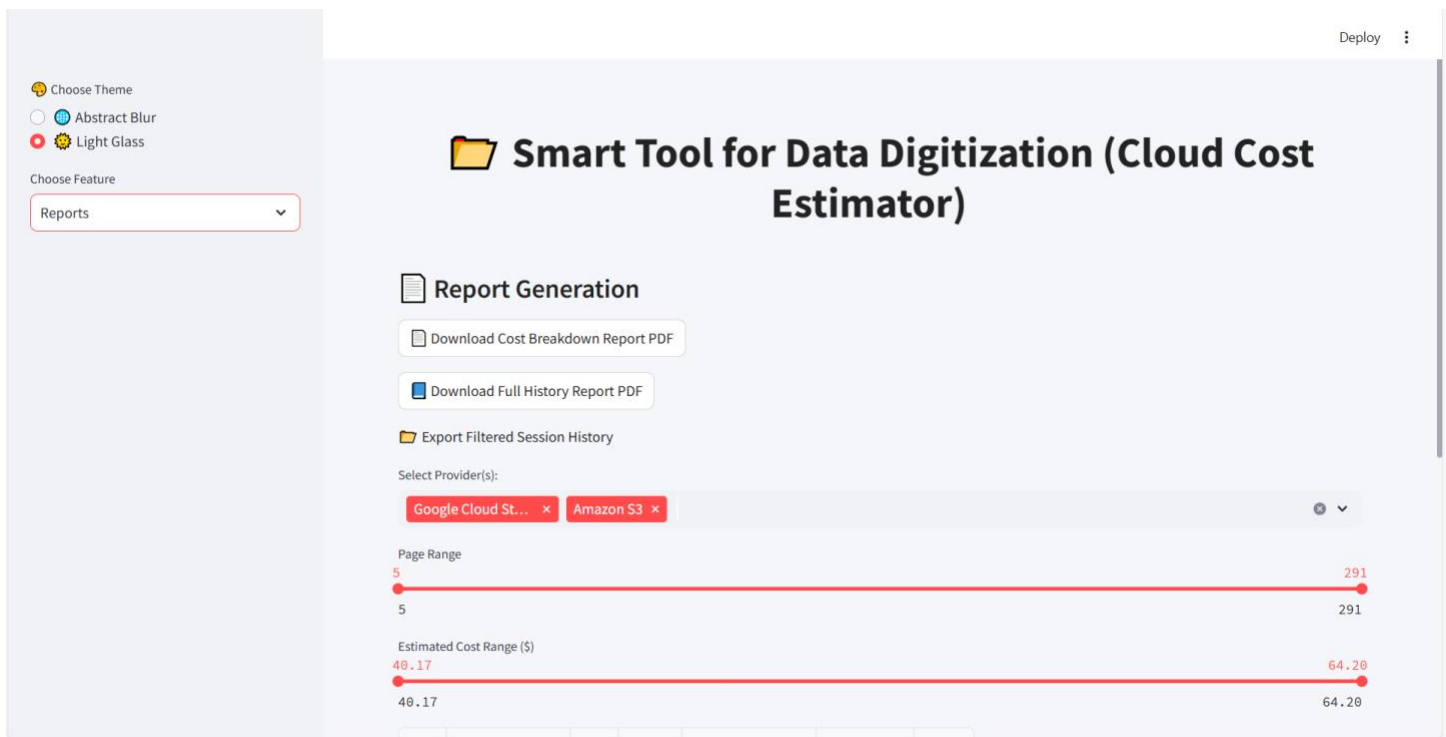 Deploy
Choose Theme
Abstract Blur
Light Glass
Choose Feature
Reports
Smart Tool for Data Digitization (Cloud Cost
Estimator)
Report Generation
Download Cost Breakdown Report PDF
Download Full History Report PDF
Export Filtered Session History
Select Provider(s):
Google Cloud St... × Amazon S3 ×
Page Range
5 291
5 291
Estimated Cost Range ($)
40.17 64.20
40.17 64.20